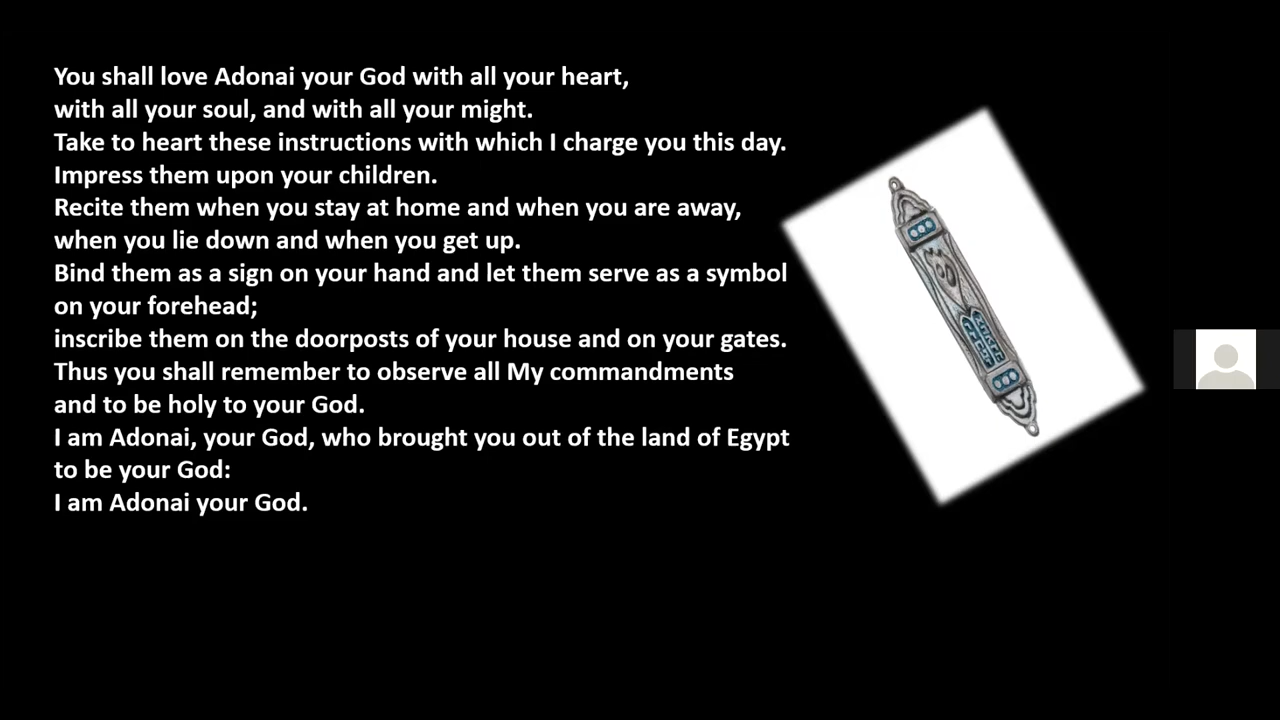 You shall love Adonai your God with all your heart,
with all your soul, and with all your might.
Take to heart these instructions with which I charge you this day.
Impress them upon your children.
Recite them when you stay at home and when you are away,
when you lie down and when you get up.
Bind them as a sign on your hand and let them serve as a symbol
on your forehead;
inscribe them on the doorposts of your house and on your gates.
Thus you shall remember to observe all My commandments
and to be holy to your God.
I am Adonai, your God, who brought you out of the land of Egypt
to be your God:
I am Adonai your God.
ש